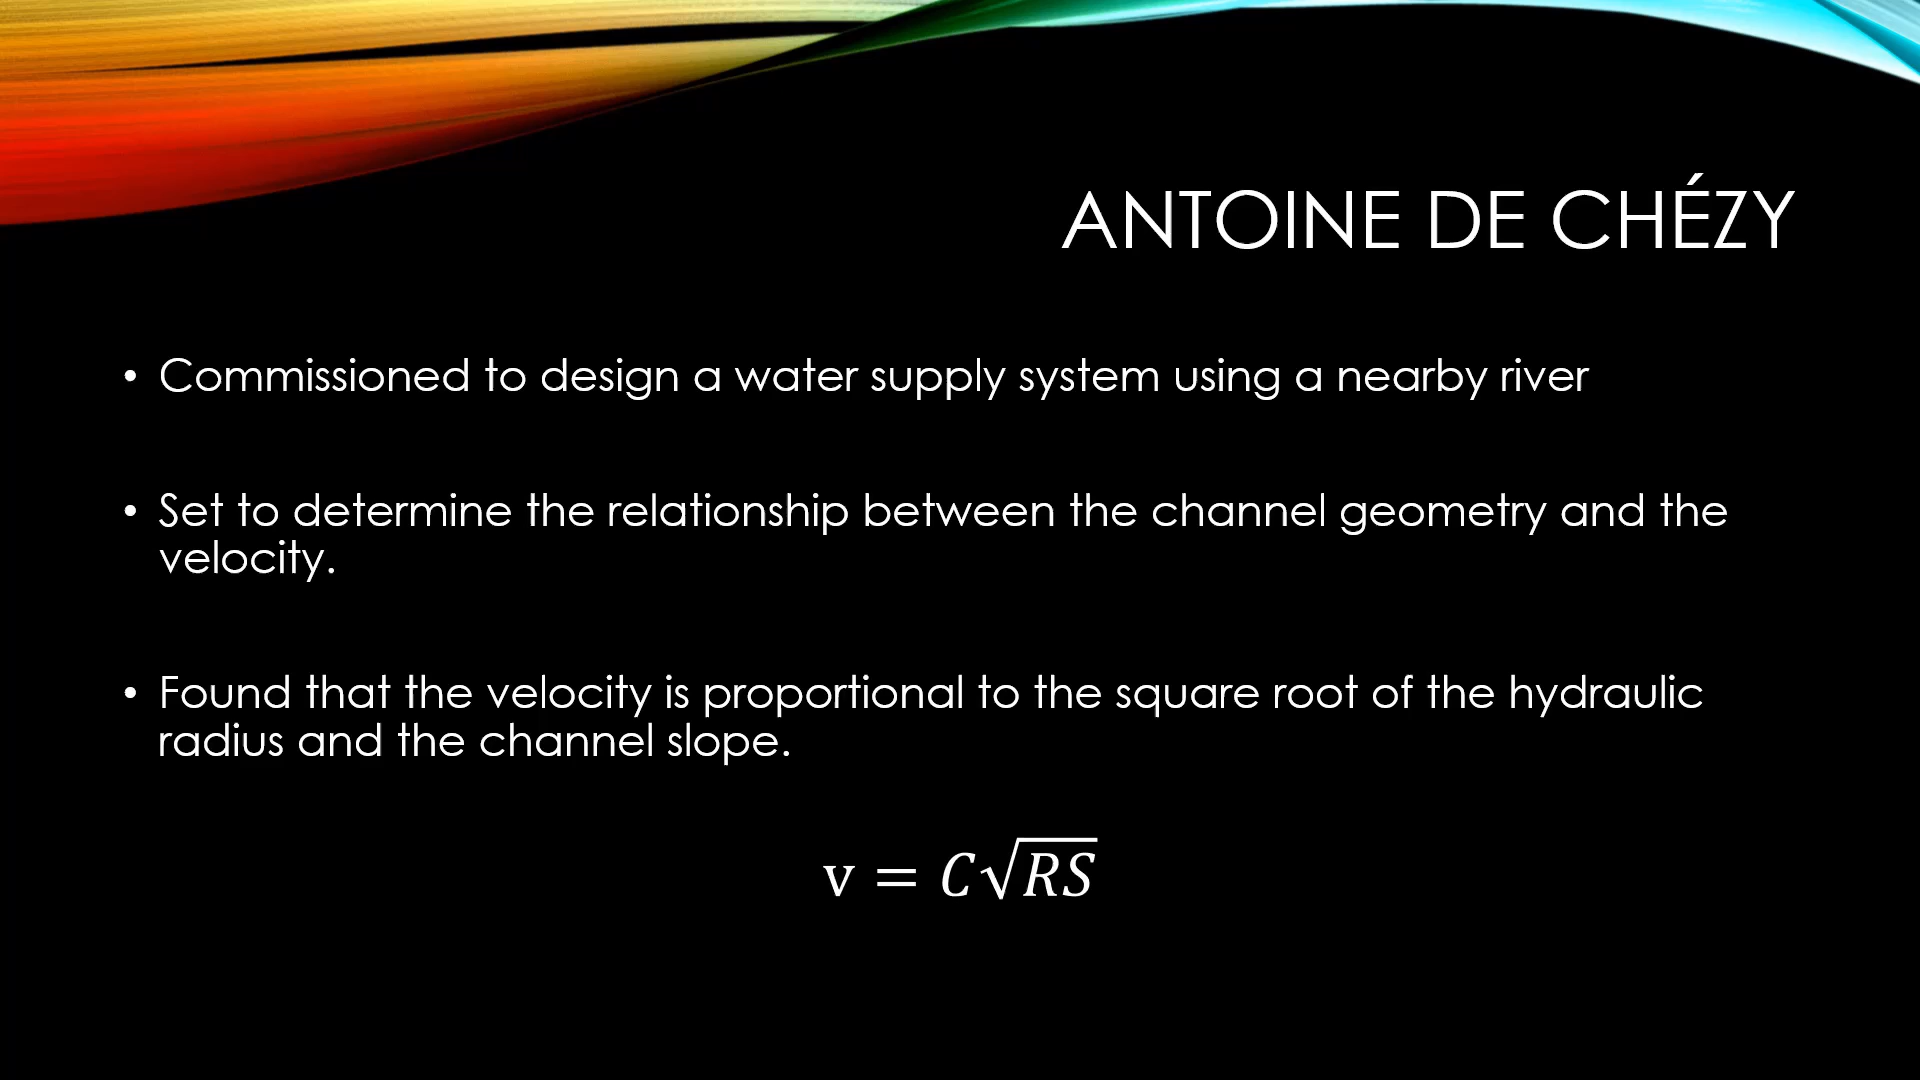 ANTOINE DE CHÉZY
• Commissioned to design a water supply system using a nearby river
• Set to determine the relationship between the channel geometry and the
velocity.
• Found that the velocity is proportional to the square root of the hydraulic
radius and the channel slope.
v = C√RS